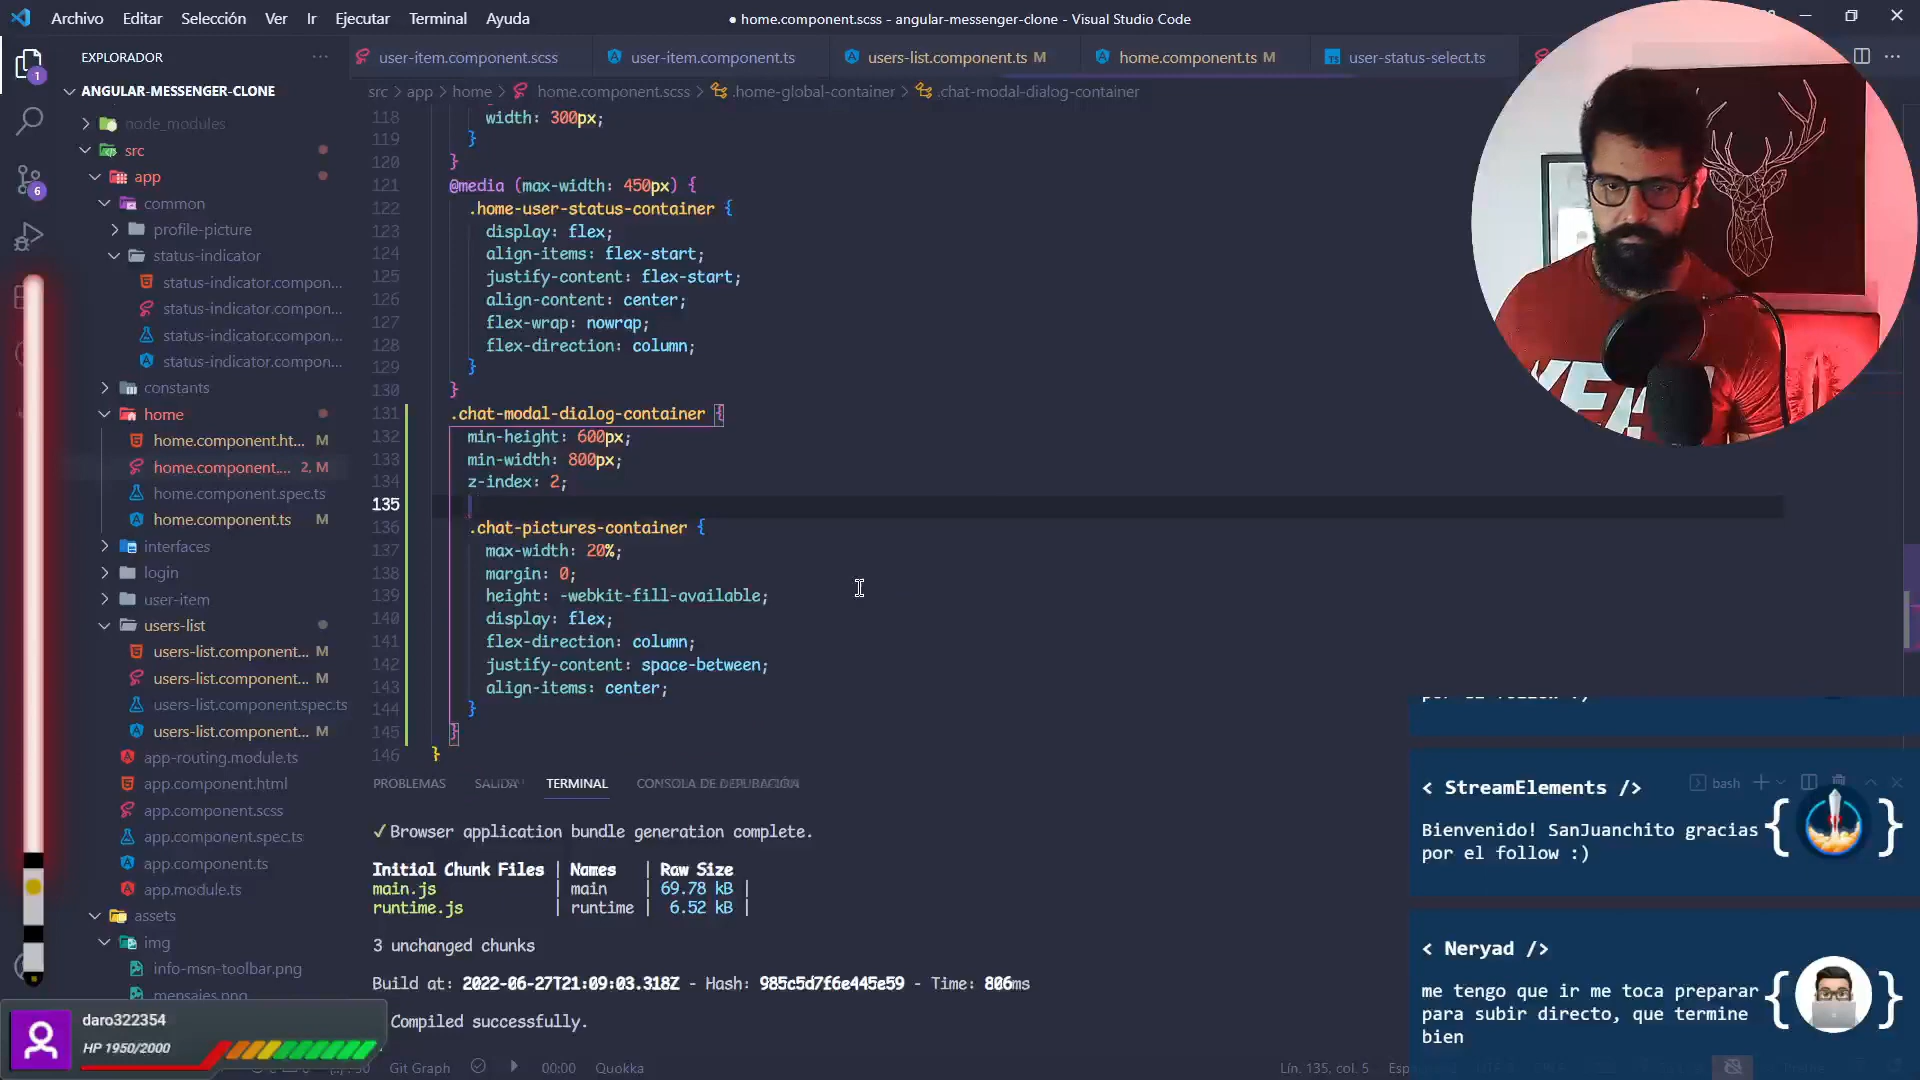 Archivo Editar Selección Ver Ir Ejecutar Terminal Ayuda
● home.component.scss - angular-messenger-clone - Visual Studio Code
EXPLORADOR
ANGULAR-MESSENGER-CLONE
node_modules
src
app
common
profile-picture
status-indicator
status-indicator.compon...
status-indicator.compon...
status-indicator.compon...
status-indicator.compon...
constants
home
home.component.ht... M
home.component.... 2, M
home.component.spec.ts
home.component.ts M
interfaces
login
user-item
users-list
users-list.component... M
users-list.component... M
users-list.component.spec.ts
users-list.component... M
app-routing.module.ts
app.component.html
app.component.scss
app.component.spec.ts
app.component.ts
app.module.ts
assets
img
info-msn-toolbar.png
mensajes.png
1
6
user-item.component.scss user-item.component.ts users-list.component.ts M home.component.ts M user-status-select.ts
src > app > home > home.component.scss > .home-global-container > .chat-modal-dialog-container
118 width: 300px;
119 }
120 }
121 @media (max-width: 450px) {
122 .home-user-status-container {
123 display: flex;
124 align-items: flex-start;
125 justify-content: flex-start;
126 align-content: center;
127 flex-wrap: nowrap;
128 flex-direction: column;
129 }
130 }
131 .chat-modal-dialog-container {
132 min-height: 600px;
133 min-width: 800px;
134 z-index: 2;
135
136 .chat-pictures-container {
137 max-width: 20%;
138 margin: 0;
139 height: -webkit-fill-available;
140 display: flex;
141 flex-direction: column;
142 justify-content: space-between;
143 align-items: center;
144 }
145 }
146 }
PROBLEMAS SALIDA TERMINAL CONSOLA DE DEPURACIÓN
bash
✓ Browser application bundle generation complete.
Initial Chunk Files | Names | Raw Size
main.js | main | 69.78 kB |
runtime.js | runtime | 6.52 kB |
3 unchanged chunks
Build at: 2022-06-27T21:09:03.318Z - Hash: 985c5d7f6e445e59 - Time: 806ms
Compiled successfully.
por el follow :)
< StreamElements />
Bienvenido! SanJuanchito gracias
por el follow :)
< Neryad />
me tengo que ir me toca preparar
para subir directo, que termine
bien
daro322354
HP 1950/2000
Git Graph 00:00 Quokka
Lín. 135, col. 5